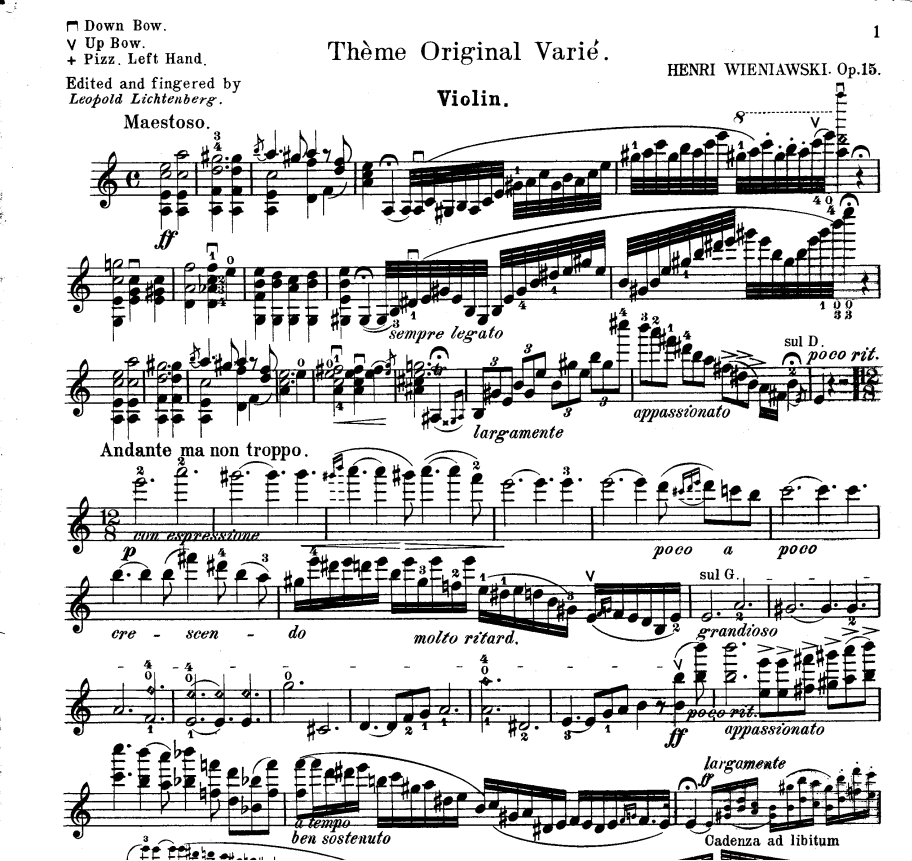 Down Bow.
V Up Bow.
+ Pizz. Left Hand.
Edited and fingered by
Leopold Lichtenberg.
1
Thème Original Varié.
HENRI WIENIAWSKI. Op.15.
Violin.
Maestoso.
ff
8
sempre legato
sul D.
poco rit.
largamente
appassionato
Andante ma non troppo.
con espressione
p
poco a poco
cre - scen - do
molto ritard.
sul G.
grandioso
poco rit.
ff
appassionato
a tempo
ben sostenuto
largamente
ff
Cadenza ad libitum